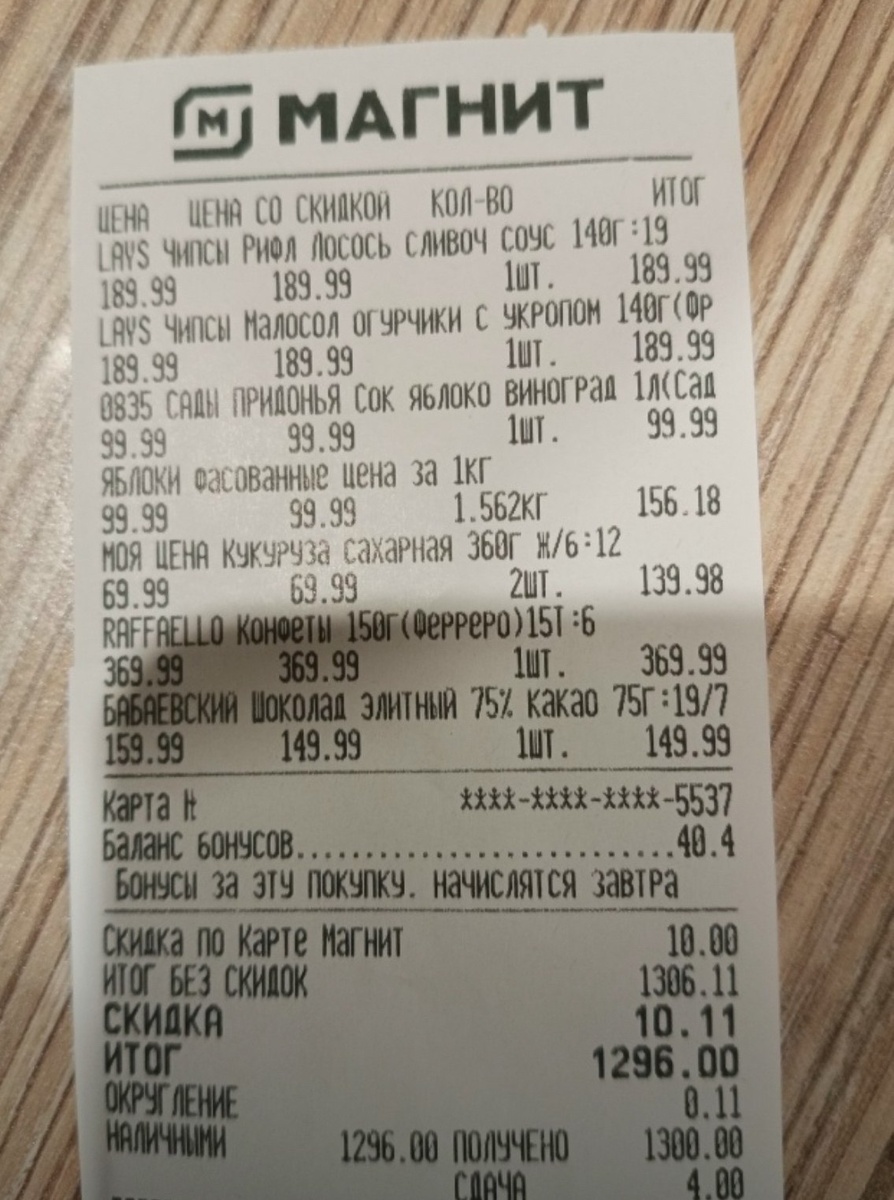 М МАГНИТ
ЦЕНА ЦЕНА СО СКИДКОЙ КОЛ-ВО ИТОГ
LAYS ЧИПСЫ РИФЛ ЛОСОСЬ СЛИВОЧ СОУС 140Г:19
189.99 189.99 1ШТ. 189.99
LAYS ЧИПСЫ МАЛОСОЛ ОГУРЧИКИ С УКРОПОМ 140Г(ФР
189.99 189.99 1ШТ. 189.99
0835 САДЫ ПРИДОНЬЯ СОК ЯБЛОКО ВИНОГРАД 1Л(САД
99.99 99.99 1ШТ. 99.99
ЯБЛОКИ ФАСОВАННЫЕ ЦЕНА ЗА 1КГ
99.99 99.99 1.562КГ 156.18
МОЯ ЦЕНА КУКУРУЗА САХАРНАЯ 360Г Ж/Б:12
69.99 69.99 2ШТ. 139.98
RAFFAELLO КОНФЕТЫ 150Г(ФЕРРЕРО)15Т:6
369.99 369.99 1ШТ. 369.99
БАБАЕВСКИЙ ШОКОЛАД ЭЛИТНЫЙ 75% КАКАО 75Г:19/7
159.99 149.99 1ШТ. 149.99
КАРТА № ****-****-****-5537
БАЛАНС БОНУСОВ............................40.4
БОНУСЫ ЗА ЭТУ ПОКУПКУ. НАЧИСЛЯТСЯ ЗАВТРА
СКИДКА ПО КАРТЕ МАГНИТ 10.00
ИТОГ БЕЗ СКИДОК 1306.11
СКИДКА 10.11
ИТОГ 1296.00
ОКРУГЛЕНИЕ 0.11
НАЛИЧНЫМИ 1296.00 ПОЛУЧЕНО 1300.00
СДАЧА 4.00